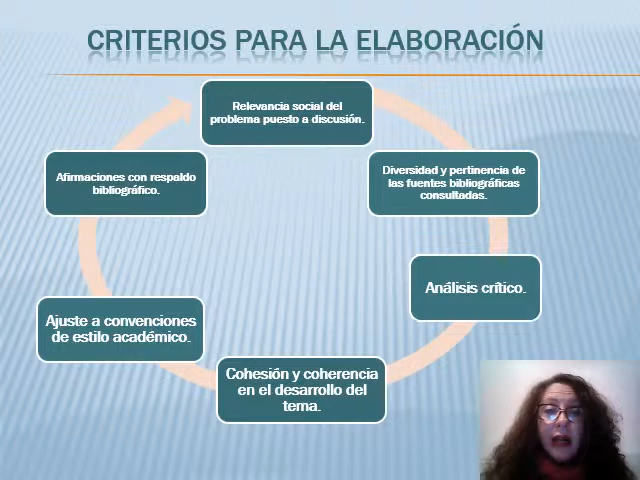 CRITERIOS PARA LA ELABORACIÓN
Relevancia social del
problema puesto a discusión.
Diversidad y pertinencia de
las fuentes bibliográficas
consultadas.
Análisis crítico.
Cohesión y coherencia
en el desarrollo del
tema.
Ajuste a convenciones
de estilo académico.
Afirmaciones con respaldo
bibliográfico.